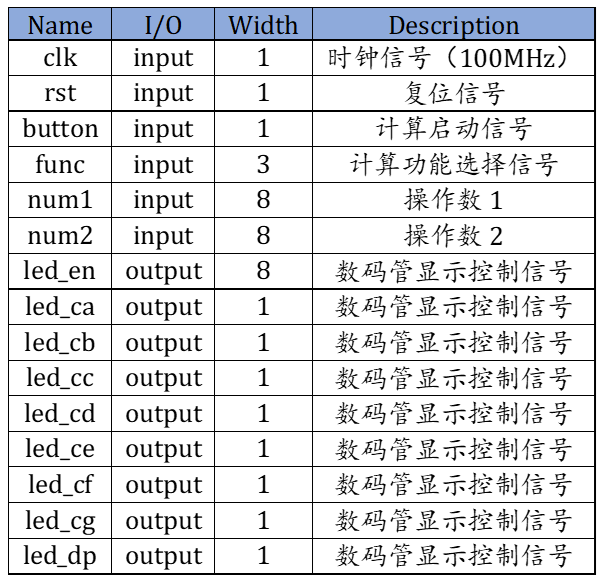 Name I/O Width Description
clk input 1 时钟信号（100MHz）
rst input 1 复位信号
button input 1 计算启动信号
func input 3 计算功能选择信号
num1 input 8 操作数 1
num2 input 8 操作数 2
led_en output 8 数码管显示控制信号
led_ca output 1 数码管显示控制信号
led_cb output 1 数码管显示控制信号
led_cc output 1 数码管显示控制信号
led_cd output 1 数码管显示控制信号
led_ce output 1 数码管显示控制信号
led_cf output 1 数码管显示控制信号
led_cg output 1 数码管显示控制信号
led_dp output 1 数码管显示控制信号